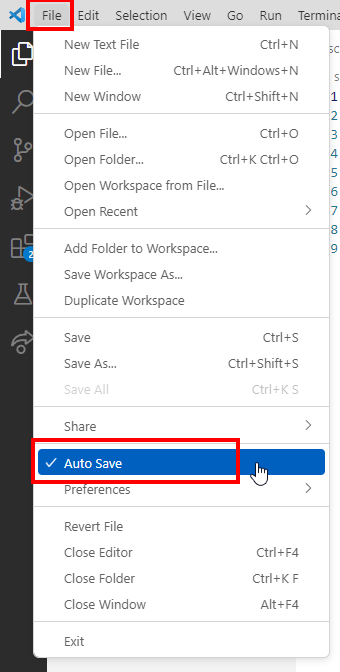 File Edit Selection View Go Run Termina
New Text File Ctrl+N
New File... Ctrl+Alt+Windows+N
New Window Ctrl+Shift+N
Open File... Ctrl+O
Open Folder... Ctrl+K Ctrl+O
Open Workspace from File...
Open Recent
Add Folder to Workspace...
Save Workspace As...
Duplicate Workspace
Save Ctrl+S
Save As... Ctrl+Shift+S
Save All Ctrl+K S
Share
Auto Save
Preferences
Revert File
Close Editor Ctrl+F4
Close Folder Ctrl+K F
Close Window Alt+F4
Exit
sc
s
1
2
3
4
5
6
7
8
9
2